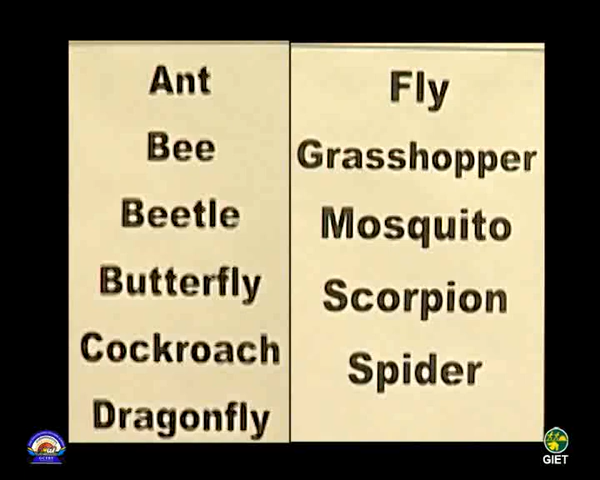 Ant
Bee
Beetle
Butterfly
Cockroach
Dragonfly
Fly
Grasshopper
Mosquito
Scorpion
Spider
GIET